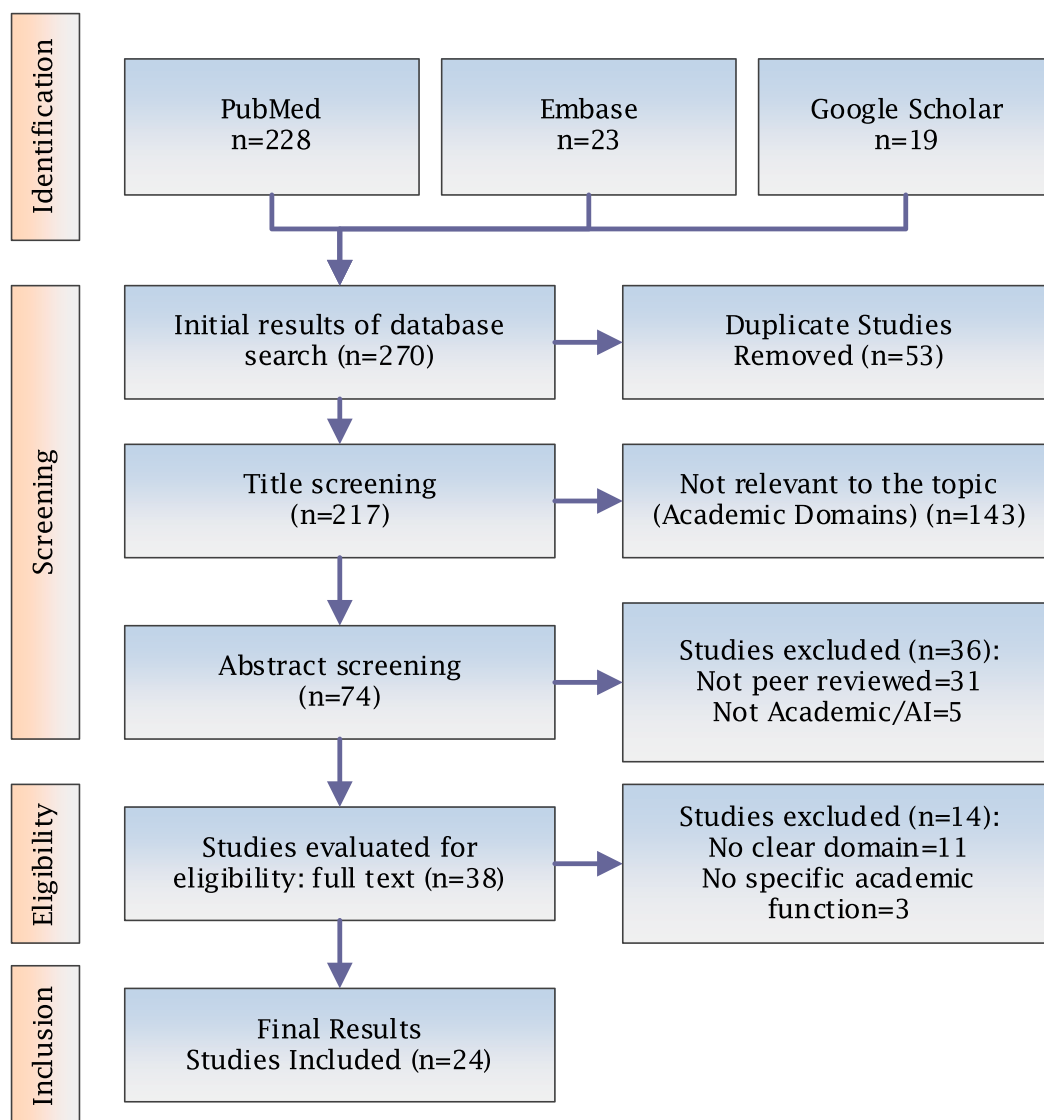 Identification
PubMed
n=228
Embase
n=23
Google Scholar
n=19
Screening
Initial results of database
search (n=270)
Duplicate Studies
Removed (n=53)
Title screening
(n=217)
Not relevant to the topic
(Academic Domains) (n=143)
Abstract screening
(n=74)
Studies excluded (n=36):
Not peer reviewed=31
Not Academic/AI=5
Eligibility
Studies evaluated for
eligibility: full text (n=38)
Studies excluded (n=14):
No clear domain=11
No specific academic
function=3
Inclusion
Final Results
Studies Included (n=24)